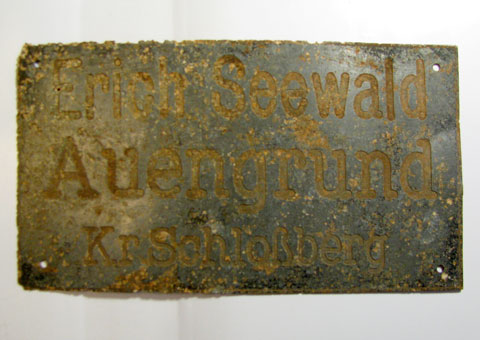 Erich Seewald
Auengrund
Kr. Schloßberg